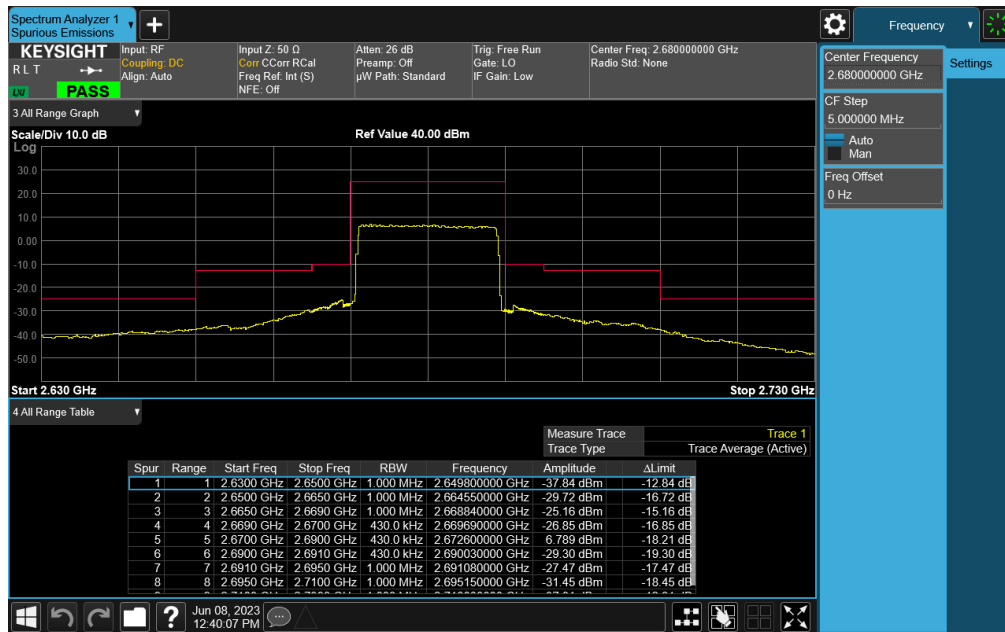 Spectrum Analyzer 1
Spurious Emissions
Frequency
KEYSIGHT
Input: RF
Coupling: DC
Align: Auto
Input Z: 50 Ω
Corr CCorr RCal
Freq Ref: Int (S)
NFE: Off
Atten: 26 dB
Preamp: Off
µW Path: Standard
Trig: Free Run
Gate: LO
IF Gain: Low
Center Freq: 2.680000000 GHz
Radio Std: None
R L T
LXI
PASS
Center Frequency
2.680000000 GHz
Settings
CF Step
5.000000 MHz
Auto
Man
Freq Offset
0 Hz
3 All Range Graph
Scale/Div 10.0 dB
Ref Value 40.00 dBm
Log
30.0
20.0
10.0
0.00
-10.0
-20.0
-30.0
-40.0
-50.0
Start 2.630 GHz
Stop 2.730 GHz
4 All Range Table
Measure Trace Trace 1
Trace Type Trace Average (Active)
Spur Range Start Freq Stop Freq RBW Frequency Amplitude ΔLimit
1 1 2.6300 GHz 2.6500 GHz 1.000 MHz 2.649800000 GHz -37.84 dBm -12.84 dB
2 2 2.6500 GHz 2.6650 GHz 1.000 MHz 2.664550000 GHz -29.72 dBm -16.72 dB
3 3 2.6650 GHz 2.6690 GHz 1.000 MHz 2.668840000 GHz -25.16 dBm -15.16 dB
4 4 2.6690 GHz 2.6700 GHz 430.0 kHz 2.669690000 GHz -26.85 dBm -16.85 dB
5 5 2.6700 GHz 2.6900 GHz 430.0 kHz 2.672600000 GHz 6.789 dBm -18.21 dB
6 6 2.6900 GHz 2.6910 GHz 430.0 kHz 2.690030000 GHz -29.30 dBm -19.30 dB
7 7 2.6910 GHz 2.6950 GHz 1.000 MHz 2.691080000 GHz -27.47 dBm -17.47 dB
8 8 2.6950 GHz 2.7100 GHz 1.000 MHz 2.695150000 GHz -31.45 dBm -18.45 dB
?
Jun 08, 2023
12:40:07 PM